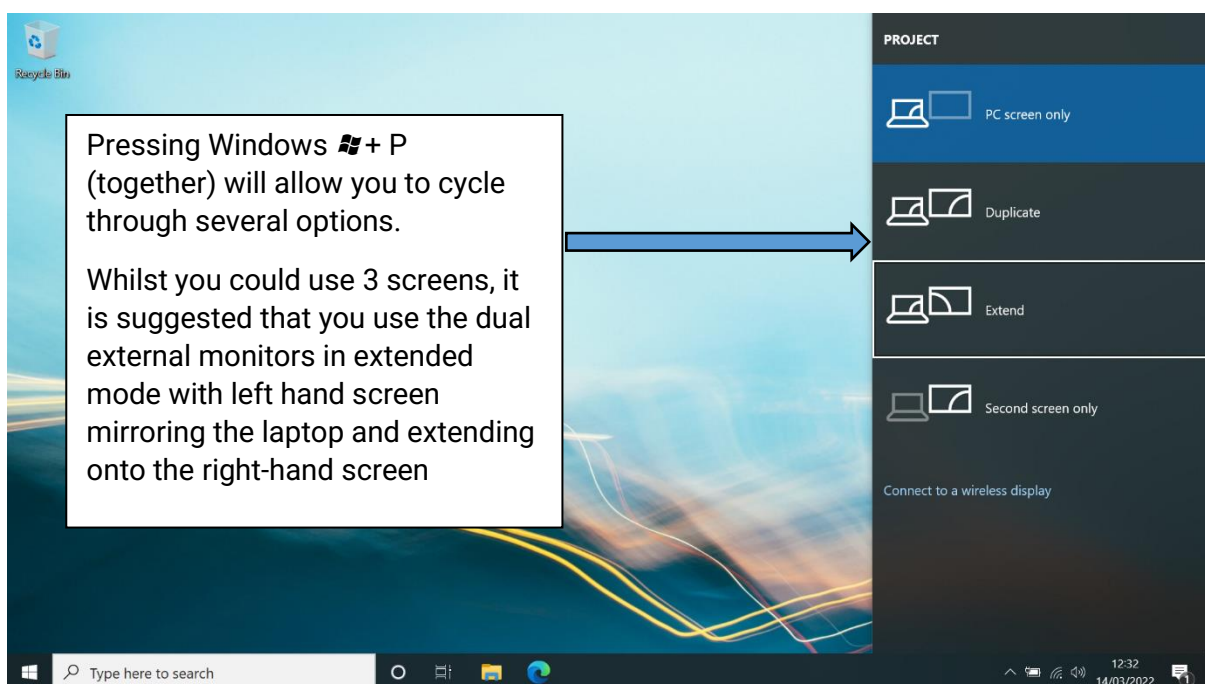 Recycle Bin
Pressing Windows + P
(together) will allow you to cycle
through several options.
Whilst you could use 3 screens, it
is suggested that you use the dual
external monitors in extended
mode with left hand screen
mirroring the laptop and extending
onto the right-hand screen
PROJECT
PC screen only
Duplicate
Extend
Second screen only
Connect to a wireless display
Type here to search
12:32
14/03/2022
1